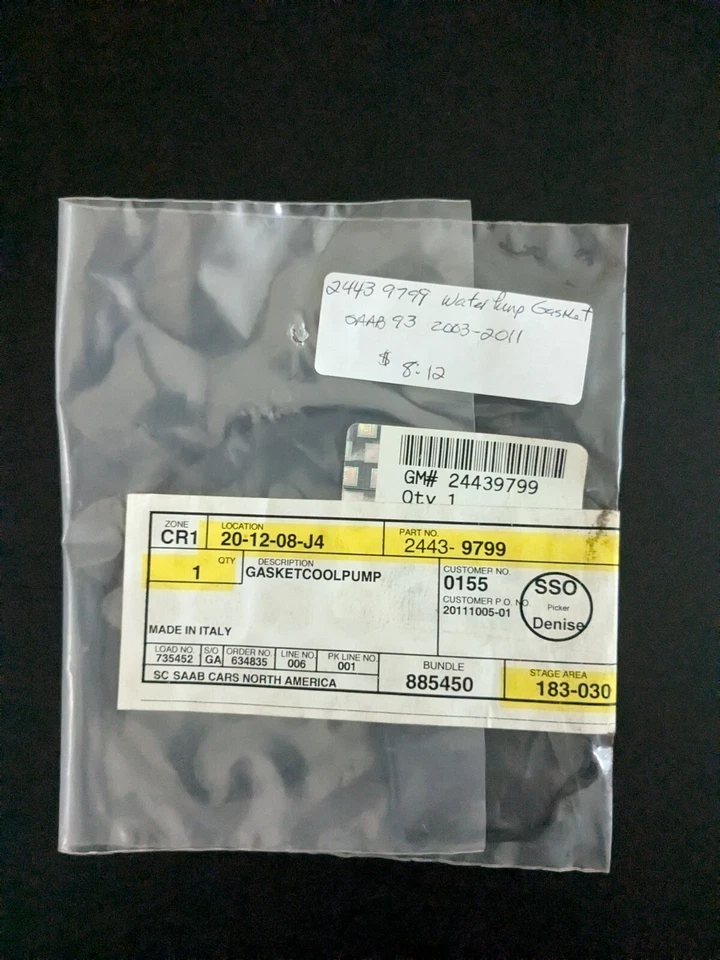 2443 9799 Water Pump Gasket
SAAB 93 2003-2011
$ 8.12
GM# 24439799
Qty 1
ZONE
CR1
LOCATION
20-12-08-J4
PART NO.
2443-9799
QTY
1
DESCRIPTION
GASKETCOOLPUMP
CUSTOMER NO.
0155
CUSTOMER P.O. NO.
20111005-01
SSO
Picker
Denise
MADE IN ITALY
LOAD NO.
735452
S/O
GA
ORDER NO.
634835
LINE NO.
006
PK LINE NO.
001
SC SAAB CARS NORTH AMERICA
BUNDLE
885450
STAGE AREA
183-030